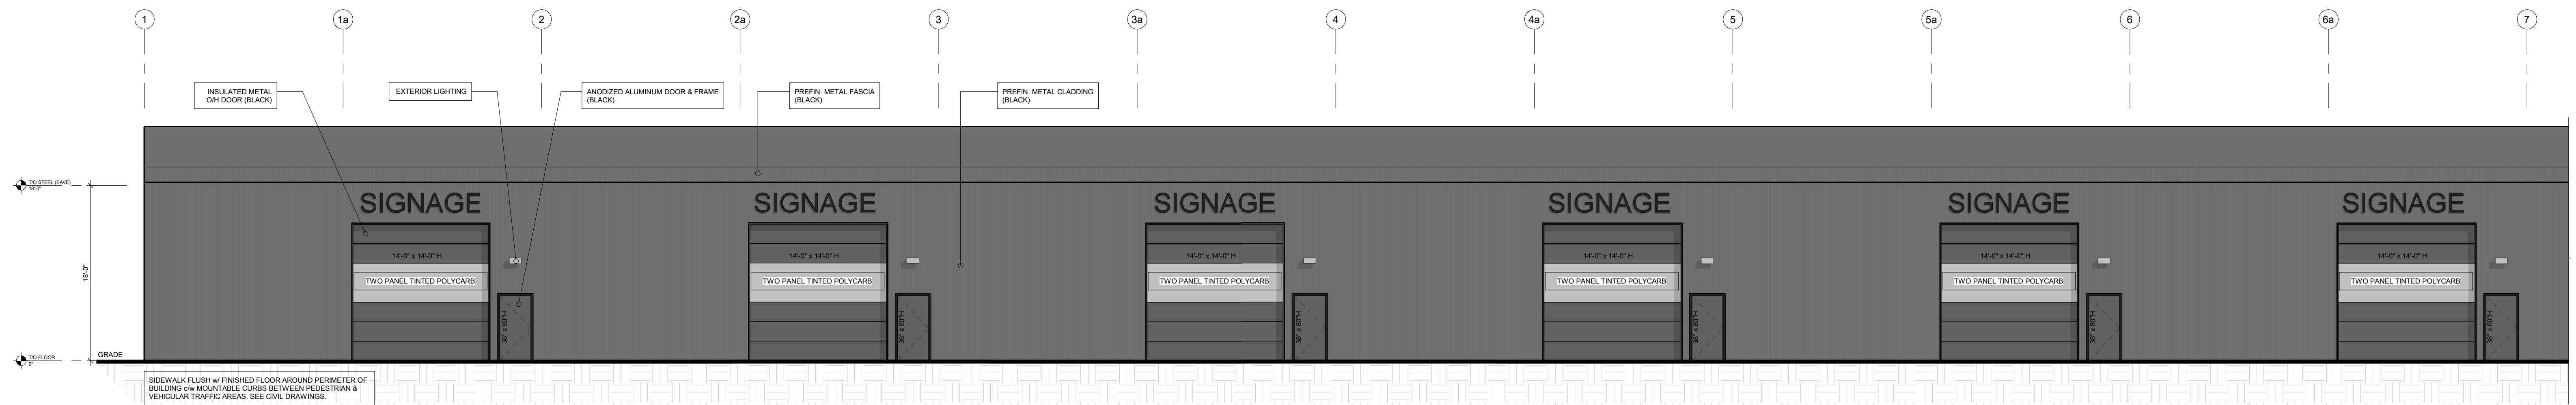 1 1a 2 2a 3 3a 4 4a 5 5a 6 6a 7
INSULATED METAL
O/H DOOR (BLACK)
EXTERIOR LIGHTING
ANODIZED ALUMINUM DOOR & FRAME
(BLACK)
PREFIN. METAL FASCIA
(BLACK)
PREFIN. METAL CLADDING
(BLACK)
T/O STEEL (EAVE)
18'-0"
SIGNAGE SIGNAGE SIGNAGE SIGNAGE SIGNAGE SIGNAGE
14'-0" x 14'-0" H 14'-0" x 14'-0" H 14'-0" x 14'-0" H 14'-0" x 14'-0" H 14'-0" x 14'-0" H 14'-0" x 14'-0" H
18'-0"
TWO PANEL TINTED POLYCARB TWO PANEL TINTED POLYCARB TWO PANEL TINTED POLYCARB TWO PANEL TINTED POLYCARB TWO PANEL TINTED POLYCARB TWO PANEL TINTED POLYCARB
38" x 80"H 38" x 80"H 38" x 80"H 38" x 80"H 38" x 80"H 38" x 80"H
GRADE
T/O FLOOR
0"
SIDEWALK FLUSH w/ FINISHED FLOOR AROUND PERIMETER OF
BUILDING c/w MOUNTABLE CURBS BETWEEN PEDESTRIAN &
VEHICULAR TRAFFIC AREAS. SEE CIVIL DRAWINGS.